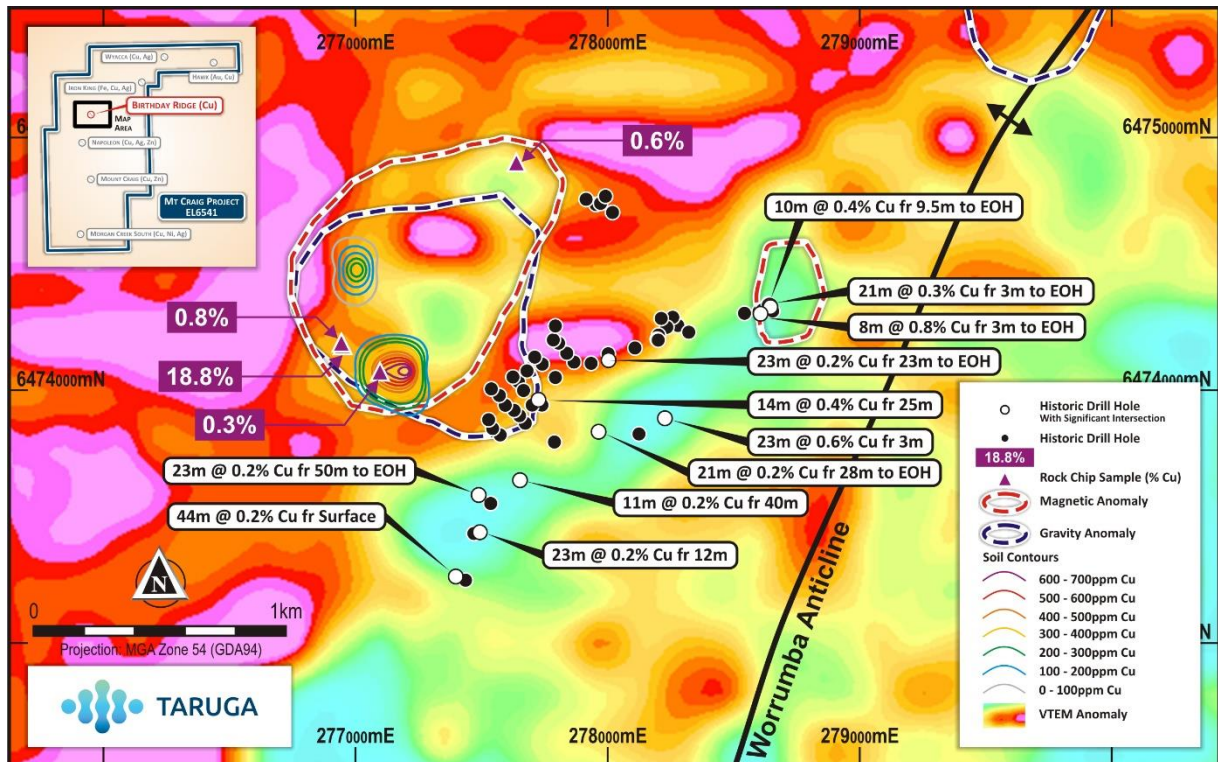 277000mE
278000mE
279000mE
WYACCA (CU, AG)
HAWK (AU, CU)
IRON KING (FE, CU, AG)
BIRTHDAY RIDGE (CU)
MAP
AREA
NAPOLEON (CU, AG, ZN)
MOUNT CRAIG (CU, ZN)
MT CRAIG PROJECT
EL6541
MORGAN CREEK SOUTH (CU, NI, AG)
6475000mN
0.6%
10m @ 0.4% Cu fr 9.5m to EOH
21m @ 0.3% Cu fr 3m to EOH
8m @ 0.8% Cu fr 3m to EOH
0.8%
18.8%
0.3%
23m @ 0.2% Cu fr 23m to EOH
6474000mN
6474000mN
14m @ 0.4% Cu fr 25m
23m @ 0.6% Cu fr 3m
21m @ 0.2% Cu fr 28m to EOH
23m @ 0.2% Cu fr 50m to EOH
11m @ 0.2% Cu fr 40m
44m @ 0.2% Cu fr Surface
23m @ 0.2% Cu fr 12m
Worrumba Anticline
N
0
1km
Projection: MGA Zone 54 (GDA94)
TARUGA
HISTORIC DRILL HOLE
WITH SIGNIFICANT INTERSECTION
HISTORIC DRILL HOLE
18.8%
ROCK CHIP SAMPLE (% CU)
MAGNETIC ANOMALY
GRAVITY ANOMALY
SOIL CONTOURS
600 - 700ppm Cu
500 - 600ppm Cu
400 - 500ppm Cu
300 - 400ppm Cu
200 - 300ppm Cu
100 - 200ppm Cu
0 - 100ppm Cu
VTEM ANOMALY
277000mE
278000mE
279000mE